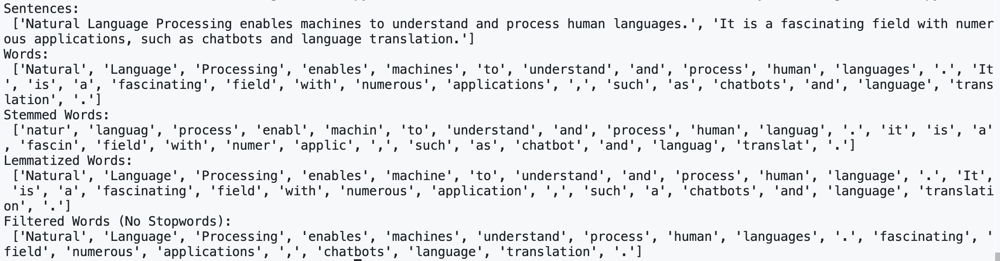 Sentences:
 ['Natural Language Processing enables machines to understand and process human languages.', 'It is a fascinating field with numer
ous applications, such as chatbots and language translation.']
Words:
 ['Natural', 'Language', 'Processing', 'enables', 'machines', 'to', 'understand', 'and', 'process', 'human', 'languages', '.', 'It
', 'is', 'a', 'fascinating', 'field', 'with', 'numerous', 'applications', ',', 'such', 'as', 'chatbots', 'and', 'language', 'trans
lation', '.']
Stemmed Words:
 ['natur', 'languag', 'process', 'enabl', 'machin', 'to', 'understand', 'and', 'process', 'human', 'languag', '.', 'it', 'is', 'a'
, 'fascin', 'field', 'with', 'numer', 'applic', ',', 'such', 'as', 'chatbot', 'and', 'languag', 'translat', '.']
Lemmatized Words:
 ['Natural', 'Language', 'Processing', 'enables', 'machine', 'to', 'understand', 'and', 'process', 'human', 'language', '.', 'It',
 'is', 'a', 'fascinating', 'field', 'with', 'numerous', 'application', ',', 'such', 'a', 'chatbots', 'and', 'language', 'translati
on', '.']
Filtered Words (No Stopwords):
 ['Natural', 'Language', 'Processing', 'enables', 'machines', 'understand', 'process', 'human', 'languages', '.', 'fascinating', '
field', 'numerous', 'applications', ',', 'chatbots', 'language', 'translation', '.']